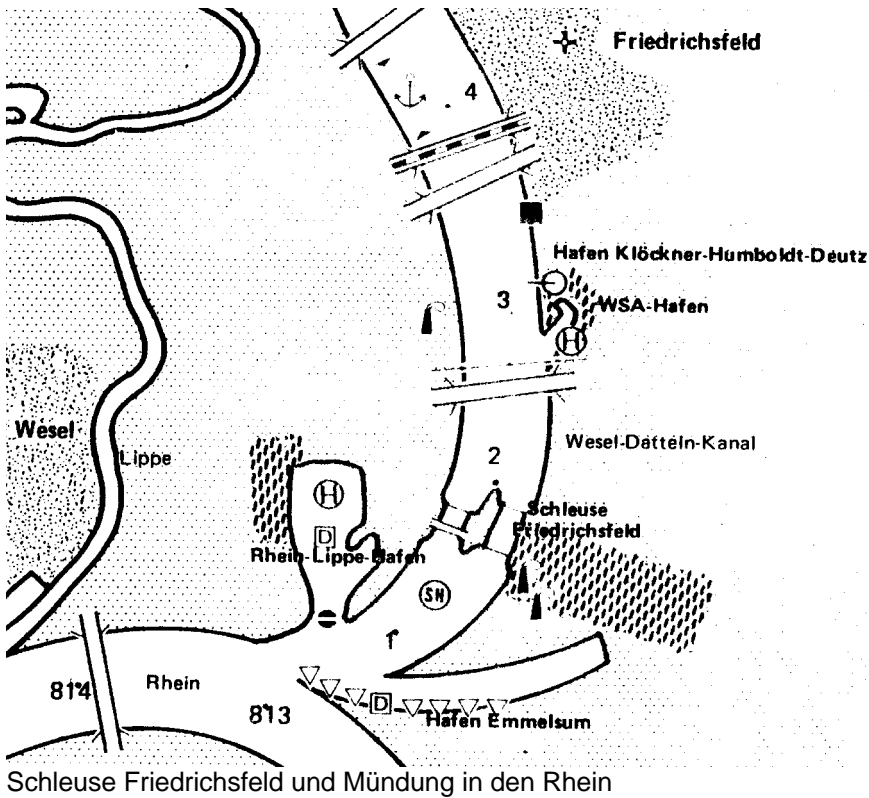 Friedrichsfeld
4
Hafen Klöckner-Humboldt-Deutz
3
WSA-Hafen
H
Wesel
Lippe
Wesel-Datteln-Kanal
2
H
Schleuse
Friedrichsfeld
D
Rhein-Lippe-Hafen
SN
1
814
Rhein
813
D
Hafen Emmelsum
Schleuse Friedrichsfeld und Mündung in den Rhein